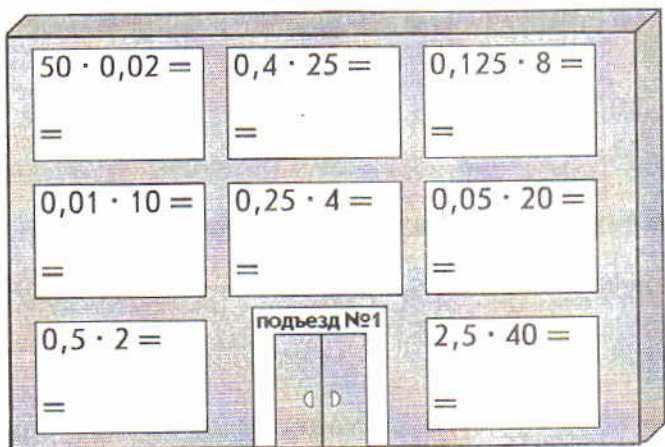 50 · 0,02 =
=
0,4 · 25 =
=
0,125 · 8 =
=
0,01 · 10 =
=
0,25 · 4 =
=
0,05 · 20 =
=
0,5 · 2 =
=
подъезд №1
2,5 · 40 =
=